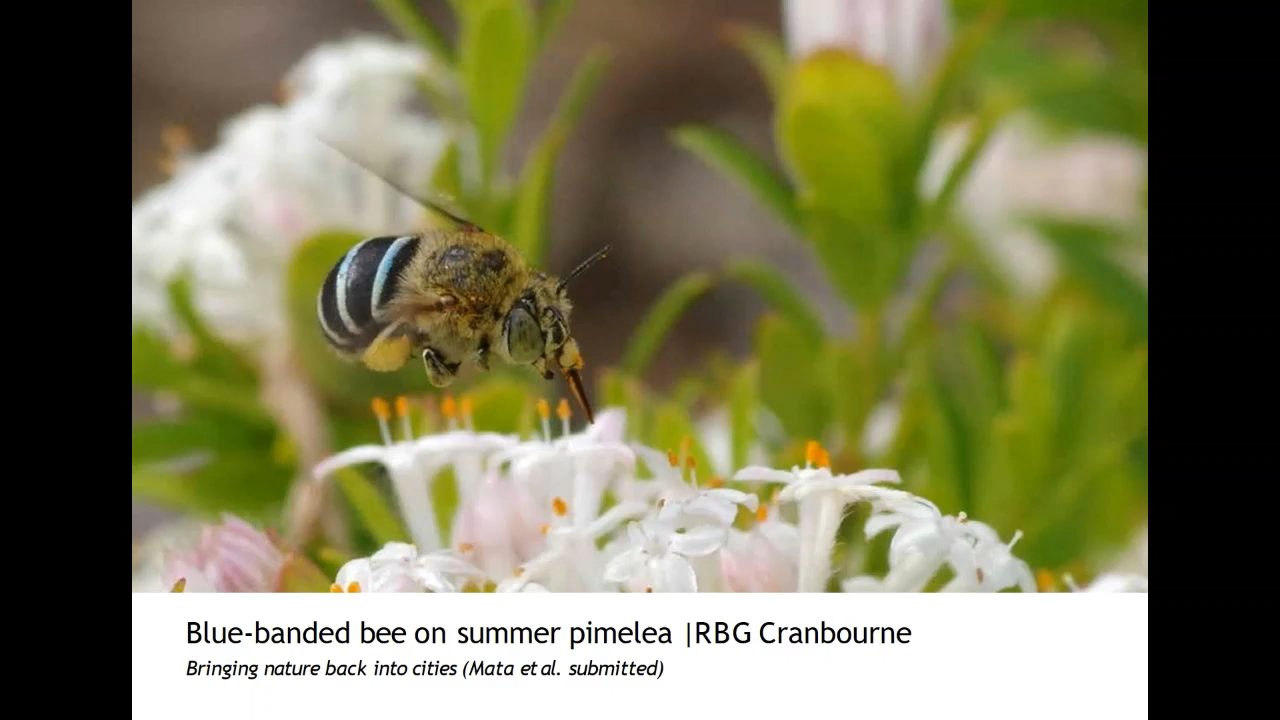 Blue-banded bee on summer pimelea |RBG Cranbourne
Bringing nature back into cities (Mata et al. submitted)